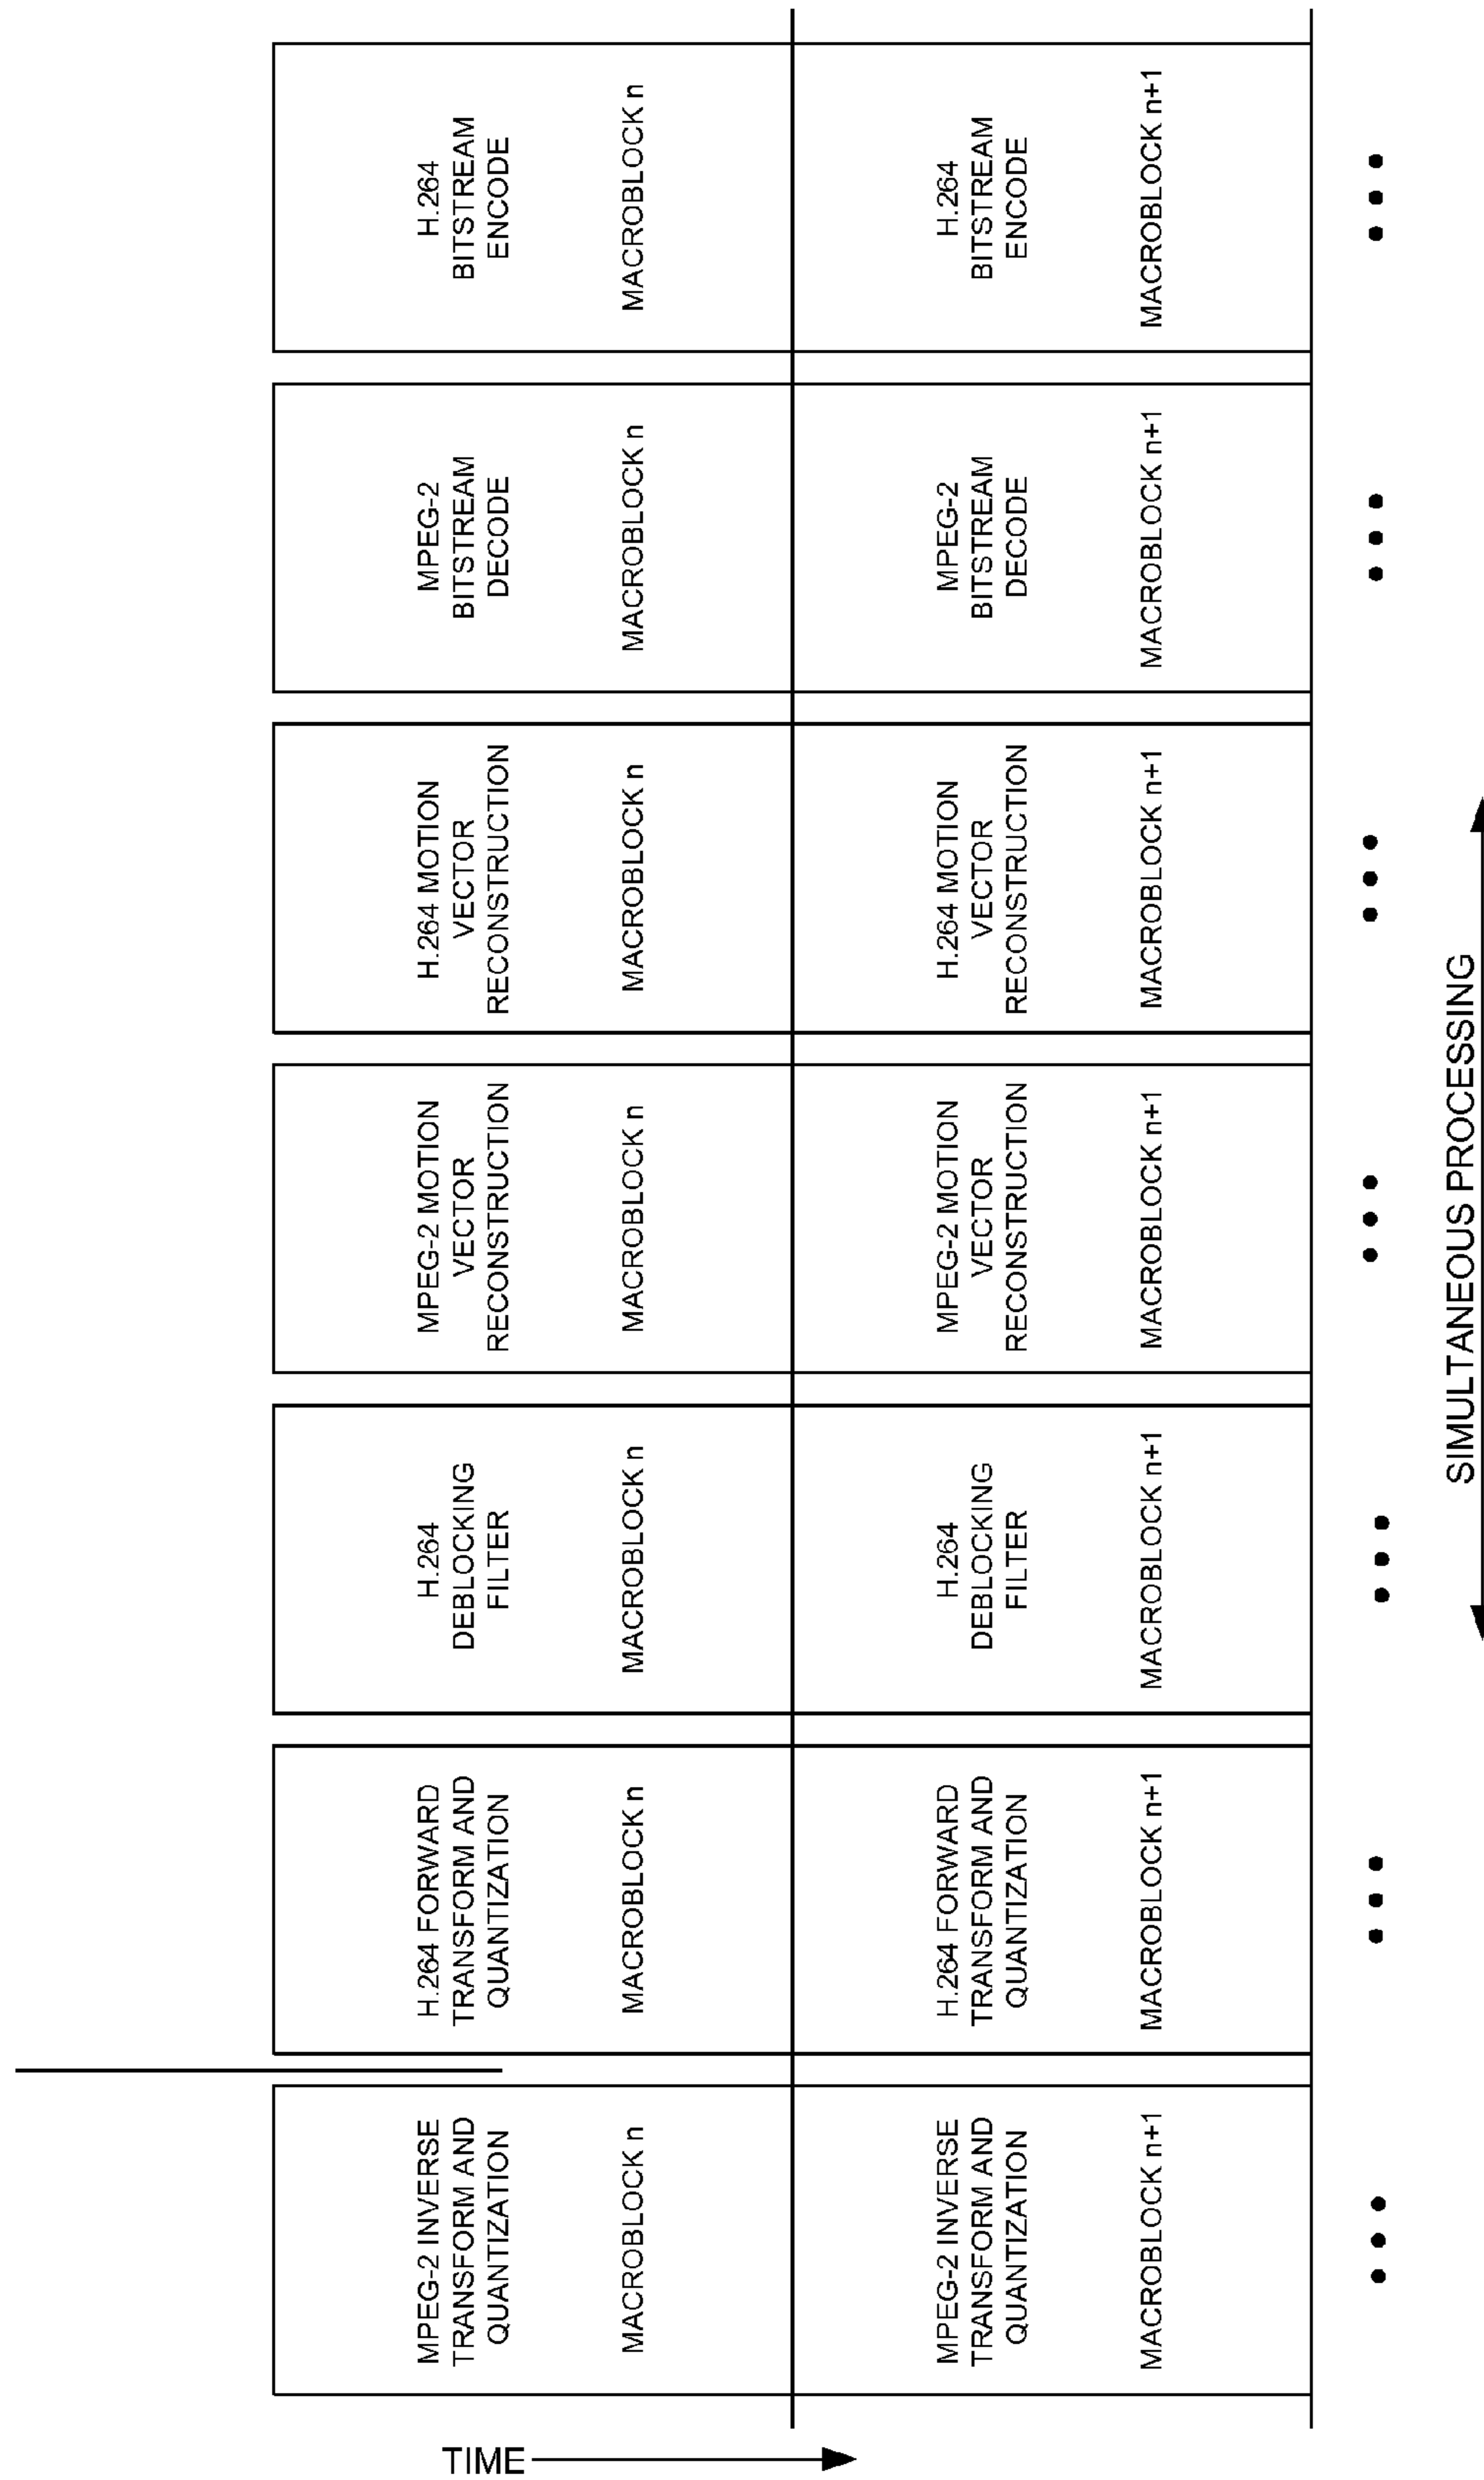 MPEG-2 INVERSE
TRANSFORM AND
QUANTIZATION
MACROBLOCK n
H.264 FORWARD
TRANSFORM AND
QUANTIZATION
MACROBLOCK n
H.264
DEBLOCKING
FILTER
MACROBLOCK n
MPEG-2 MOTION
VECTOR
RECONSTRUCTION
MACROBLOCK n
H.264 MOTION
VECTOR
RECONSTRUCTION
MACROBLOCK n
MPEG-2
BITSTREAM
DECODE
MACROBLOCK n
H.264
BITSTREAM
ENCODE
MACROBLOCK n
TIME
MPEG-2 INVERSE
TRANSFORM AND
QUANTIZATION
MACROBLOCK n+1
H.264 FORWARD
TRANSFORM AND
QUANTIZATION
MACROBLOCK n+1
H.264
DEBLOCKING
FILTER
MACROBLOCK n+1
MPEG-2 MOTION
VECTOR
RECONSTRUCTION
MACROBLOCK n+1
H.264 MOTION
VECTOR
RECONSTRUCTION
MACROBLOCK n+1
MPEG-2
BITSTREAM
DECODE
MACROBLOCK n+1
H.264
BITSTREAM
ENCODE
MACROBLOCK n+1
SIMULTANEOUS PROCESSING